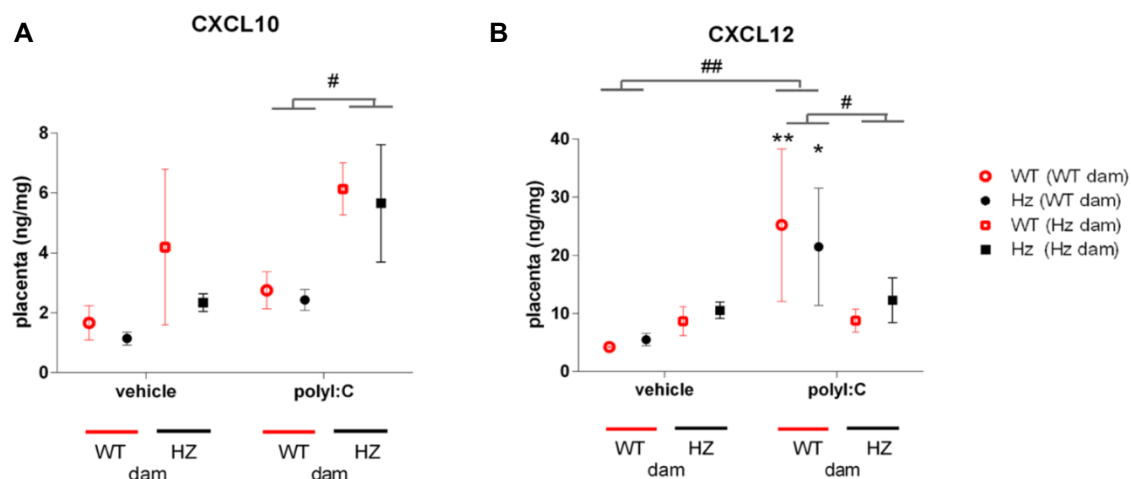 A
CXCL10
#
placenta (ng/mg)
8
6
4
2
0
vehicle
polyI:C
WT
HZ
WT
HZ
dam
dam
B
CXCL12
##
#
**
*
placenta (ng/mg)
40
30
20
10
0
vehicle
polyI:C
WT
HZ
WT
HZ
dam
dam
WT (WT dam)
Hz (WT dam)
WT (Hz dam)
Hz (Hz dam)